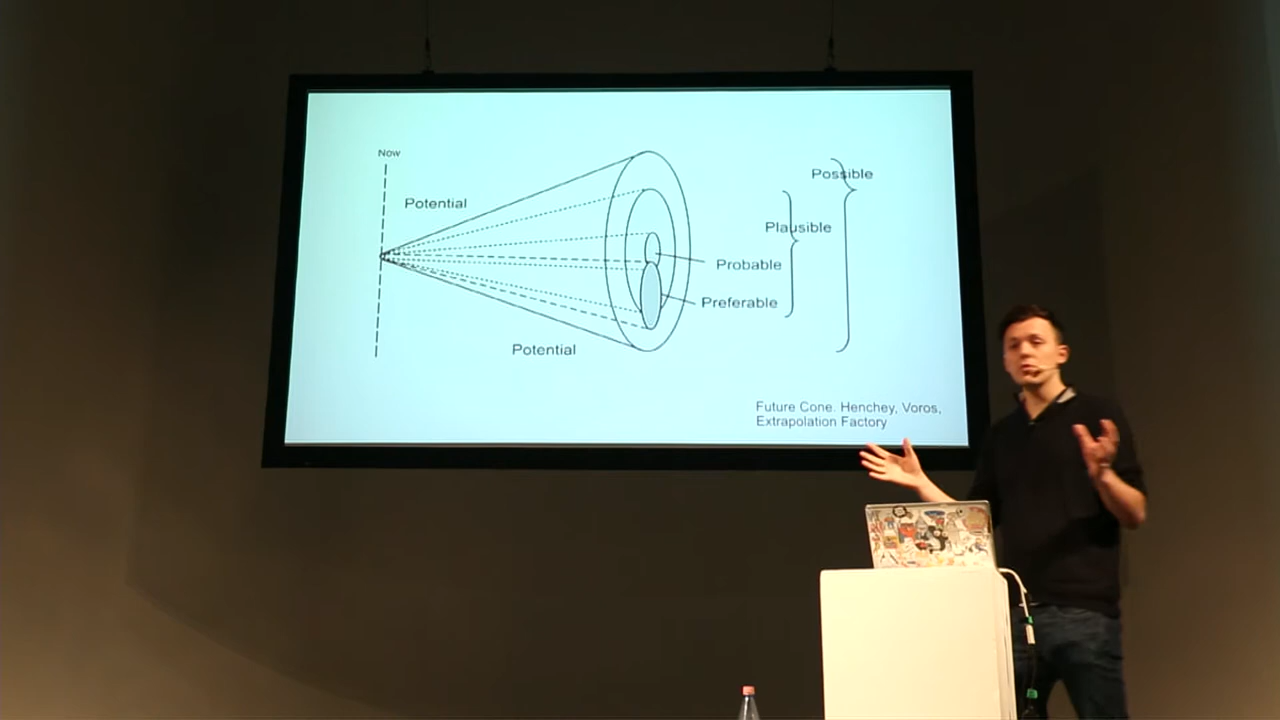 Now
Potential
Possible
Plausible
Probable
Preferable
Potential
Future Cone. Henchey, Voros,
Extrapolation Factory